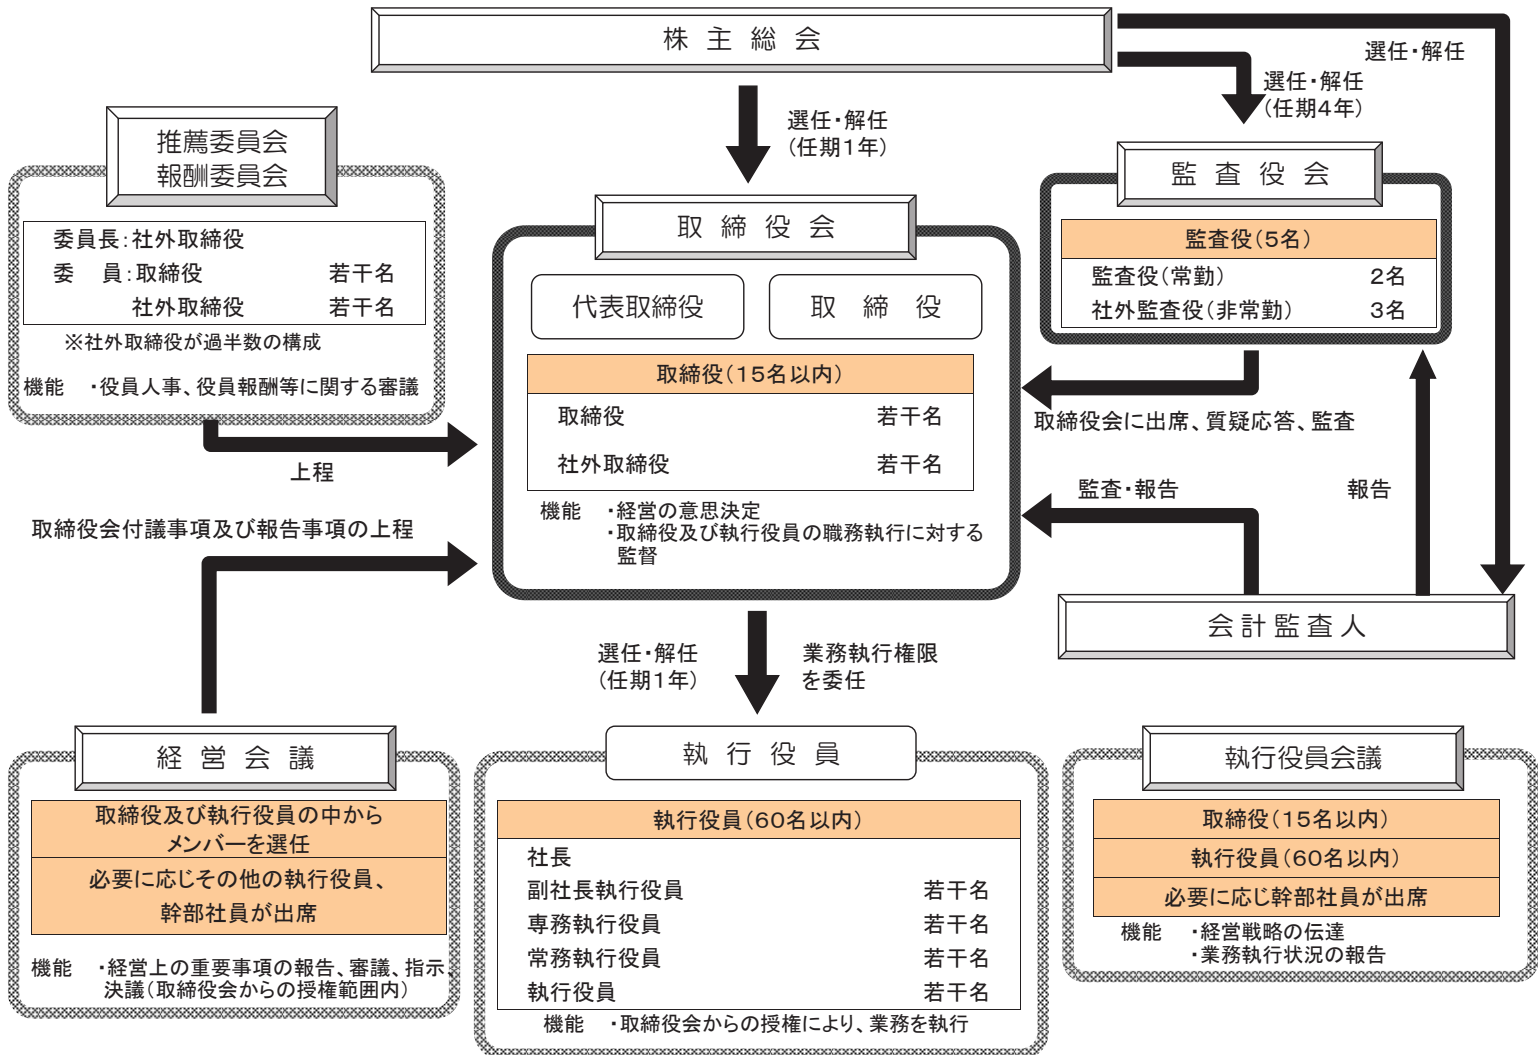 株主総会
選任・解任
選任・解任
(任期4年)
選任・解任
(任期1年)
推薦委員会
報酬委員会
委員長：社外取締役
委　員：取締役　若干名
社外取締役　若干名
※社外取締役が過半数の構成
機能　・役員人事、役員報酬等に関する審議
上程
取締役会付議事項及び報告事項の上程
取締役会
代表取締役
取締役
取締役(15名以内)
取締役　若干名
社外取締役　若干名
機能　・経営の意思決定
・取締役及び執行役員の職務執行に対する
監督
監査役会
監査役(5名)
監査役(常勤)　2名
社外監査役(非常勤)　3名
取締役会に出席、質疑応答、監査
監査・報告
報告
会計監査人
選任・解任
(任期1年)
業務執行権限
を委任
経営会議
取締役及び執行役員の中から
メンバーを選任
必要に応じその他の執行役員、
幹部社員が出席
機能　・経営上の重要事項の報告、審議、指示、
決議(取締役会からの授権範囲内)
執行役員
執行役員(60名以内)
社長
副社長執行役員　若干名
専務執行役員　若干名
常務執行役員　若干名
執行役員　若干名
機能　・取締役会からの授権により、業務を執行
執行役員会議
取締役(15名以内)
執行役員(60名以内)
必要に応じ幹部社員が出席
機能　・経営戦略の伝達
・業務執行状況の報告